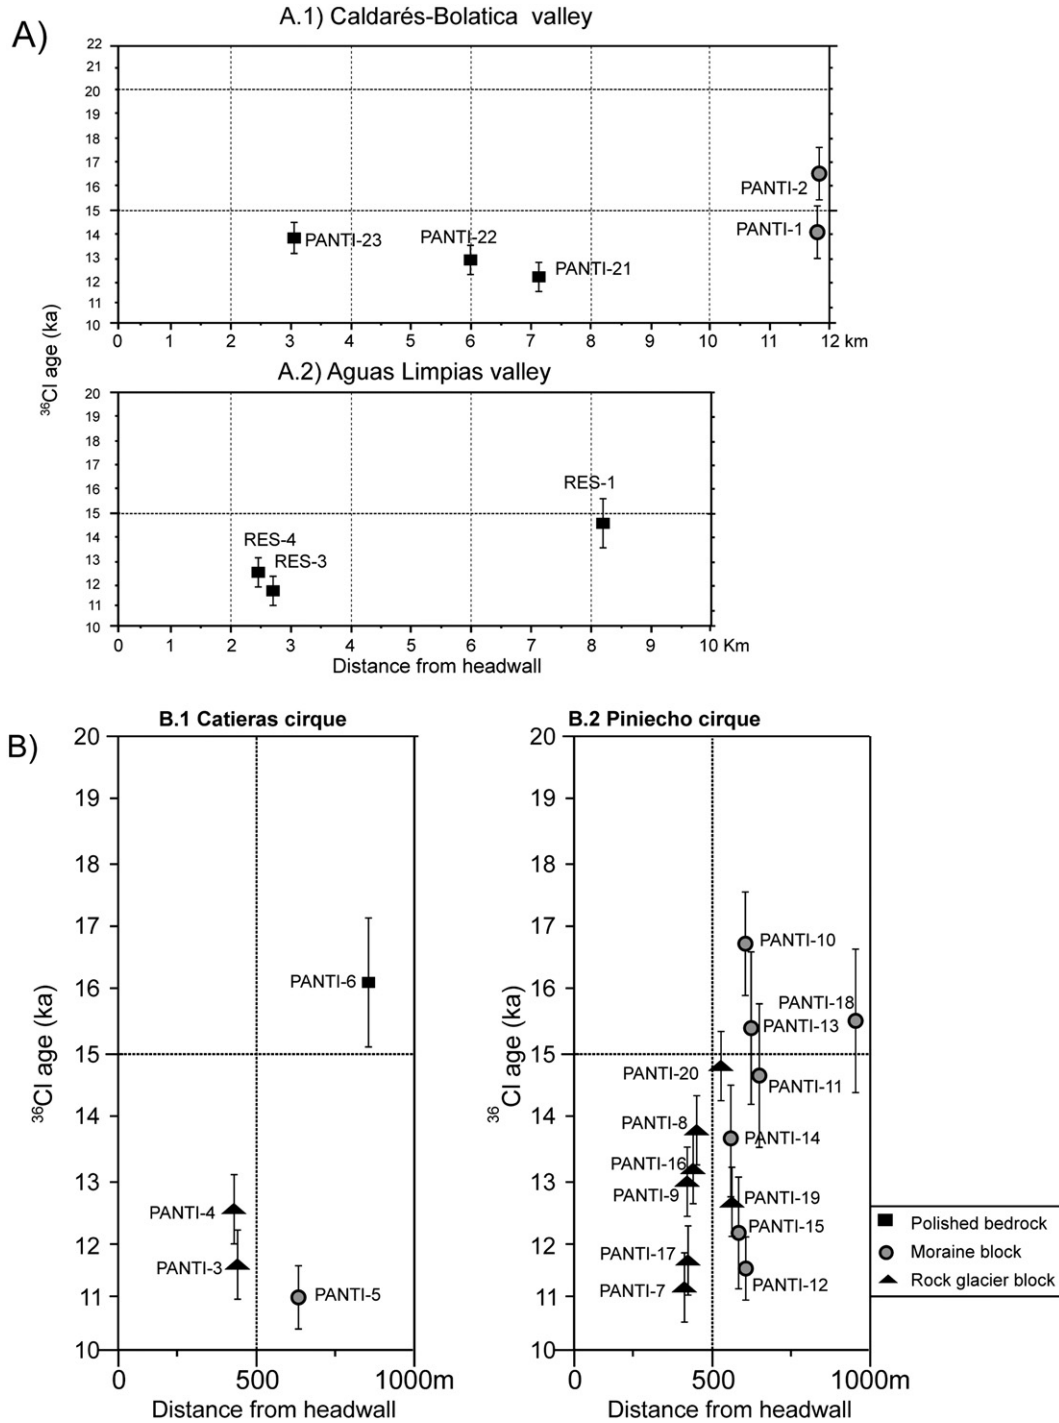 A)
A.1) Caldarés-Bolatica valley
22
21
20
19
18
17
16
15
14
13
12
11
10
PANTI-2
PANTI-1
PANTI-23
PANTI-22
PANTI-21
0 1 2 3 4 5 6 7 8 9 10 11 12 km
36Cl age (ka)
A.2) Aguas Limpias valley
20
19
18
17
16
15
14
13
12
11
10
RES-1
RES-4
RES-3
0 1 2 3 4 5 6 7 8 9 10 Km
Distance from headwall
B)
B.1 Catieras cirque
20
19
18
17
16
15
14
13
12
11
10
36Cl age (ka)
PANTI-6
PANTI-4
PANTI-3
PANTI-5
0 500 1000m
Distance from headwall
B.2 Piniecho cirque
20
19
18
17
16
15
14
13
12
11
10
36Cl age (ka)
PANTI-10
PANTI-18
PANTI-13
PANTI-20
PANTI-11
PANTI-8
PANTI-14
PANTI-16
PANTI-9
PANTI-19
PANTI-15
PANTI-17
PANTI-12
PANTI-7
0 500 1000m
Distance from headwall
Polished bedrock
Moraine block
Rock glacier block